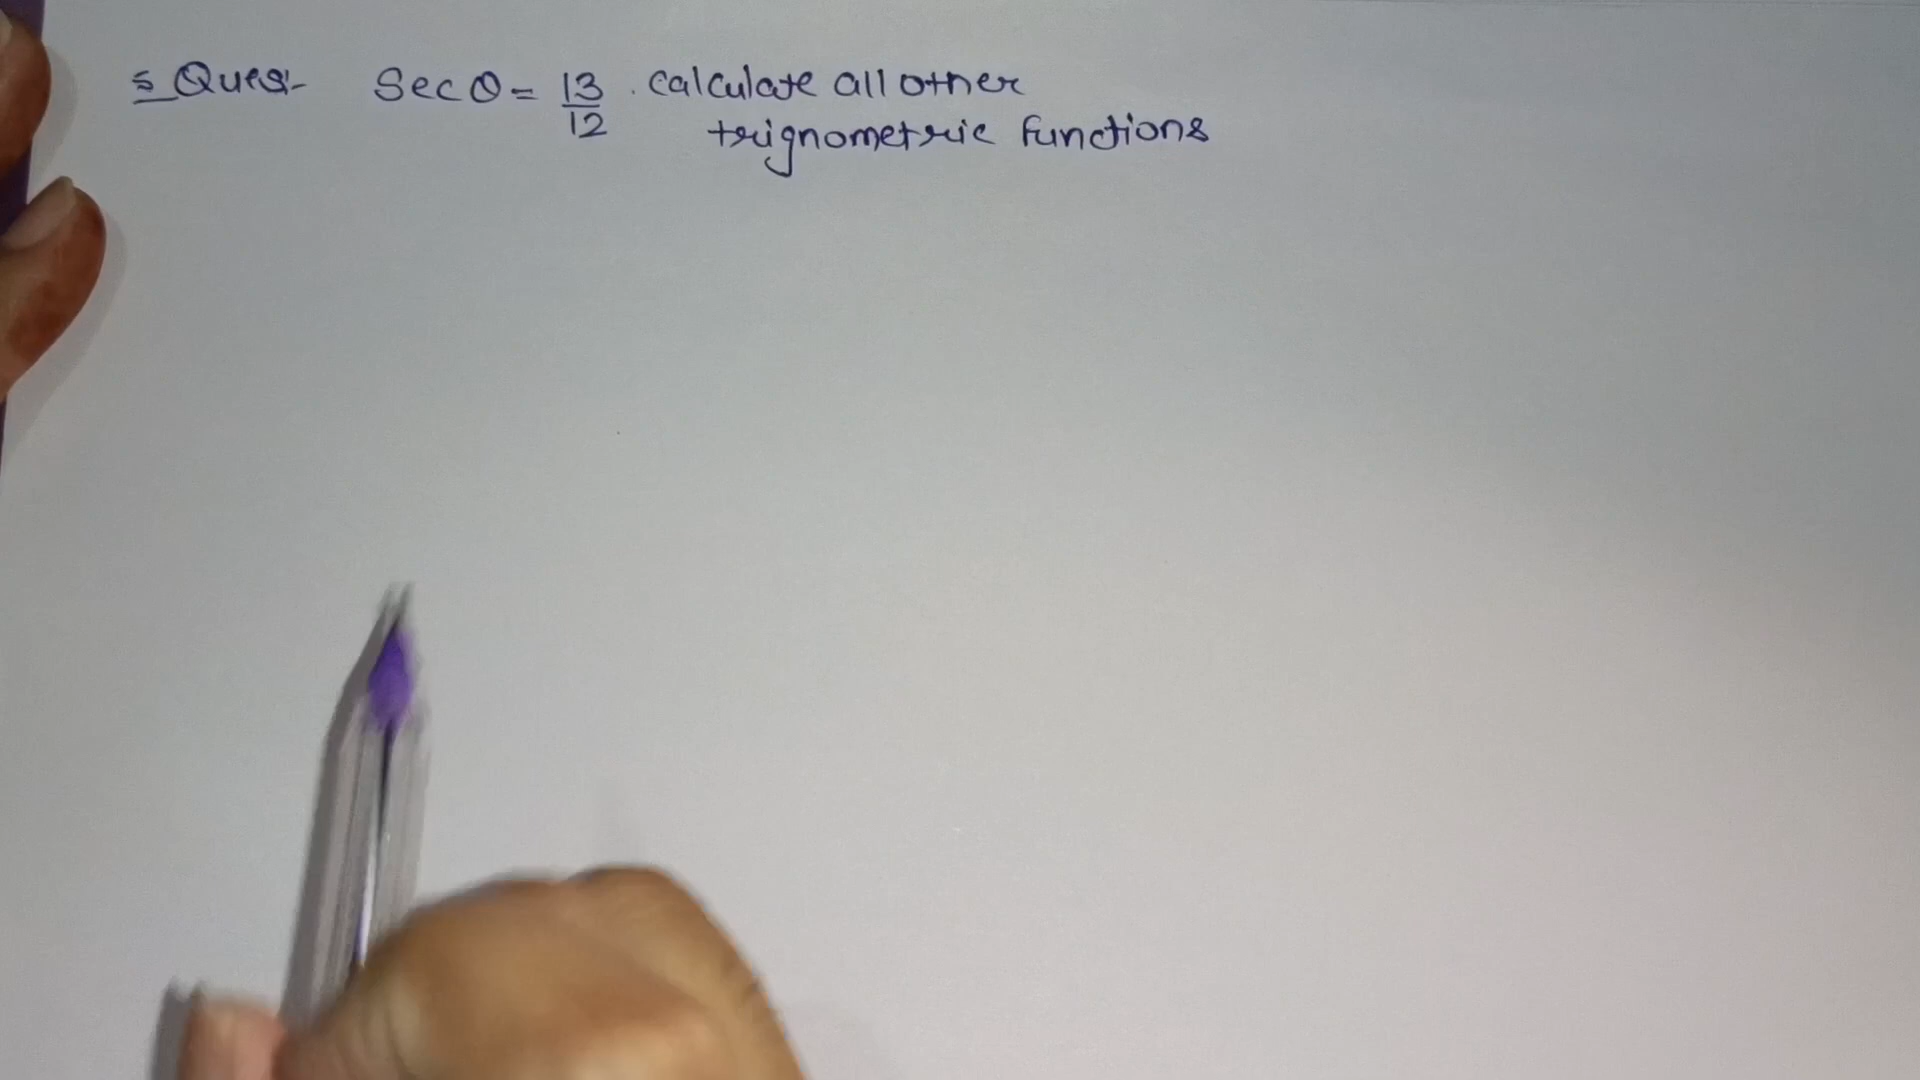 5 Ques:- Sec θ = 13/12 . calculate all other
trignometric functions